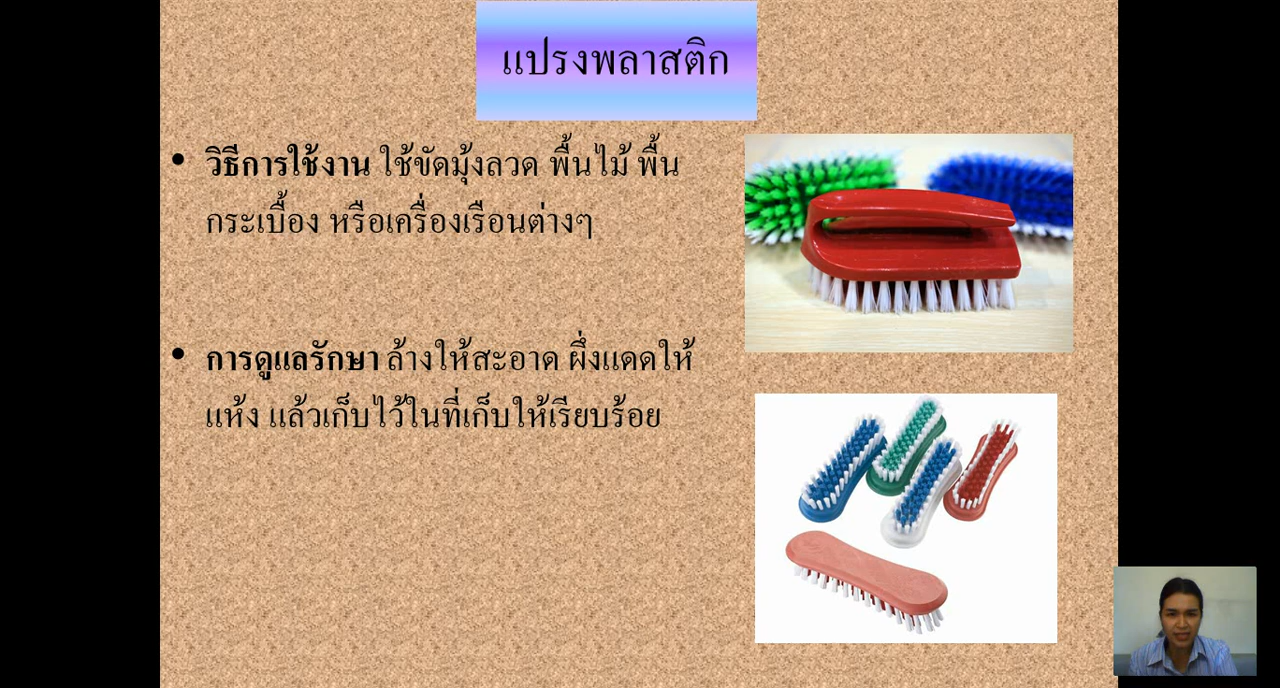 แปรงพลาสติก
• วิธีการใช้งาน ใช้ขัดมุ้งลวด พื้นไม้ พื้น
กระเบื้อง หรือเครื่องเรือนต่างๆ
• การดูแลรักษา ล้างให้สะอาด ผึ่งแดดให้
แห้ง แล้วเก็บไว้ในที่เก็บให้เรียบร้อย